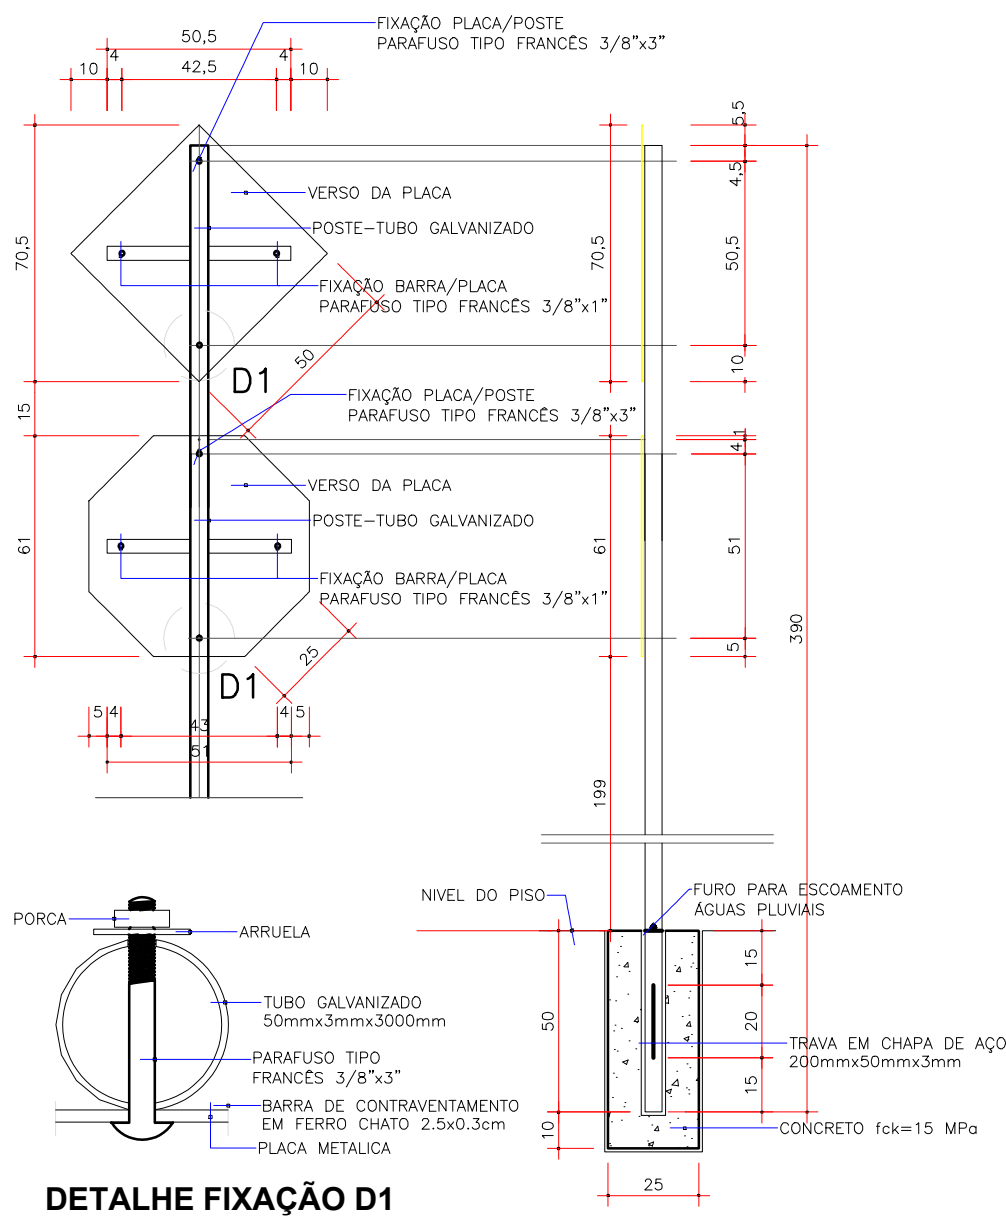 FIXAÇÃO PLACA/POSTE
PARAFUSO TIPO FRANCÊS 3/8”x3”
50,5
4
4
10
42,5
10
5,5
4,5
VERSO DA PLACA
POSTE-TUBO GALVANIZADO
70,5
70,5
50,5
FIXAÇÃO BARRA/PLACA
PARAFUSO TIPO FRANCÊS 3/8”x1”
50
10
D1
FIXAÇÃO PLACA/POSTE
PARAFUSO TIPO FRANCÊS 3/8”x3”
15
1
4
VERSO DA PLACA
POSTE-TUBO GALVANIZADO
61
61
51
FIXAÇÃO BARRA/PLACA
PARAFUSO TIPO FRANCÊS 3/8”x1”
390
25
5
D1
5
4
43
4
5
51
199
NIVEL DO PISO
FURO PARA ESCOAMENTO
ÁGUAS PLUVIAIS
PORCA
ARRUELA
15
TUBO GALVANIZADO
50mmx3mmx3000mm
50
20
TRAVA EM CHAPA DE AÇO
200mmx50mmx3mm
PARAFUSO TIPO
FRANCÊS 3/8”x3”
15
BARRA DE CONTRAVENTAMENTO
EM FERRO CHATO 2.5x0.3cm
10
CONCRETO fck=15 MPa
PLACA METALICA
25
DETALHE FIXAÇÃO D1